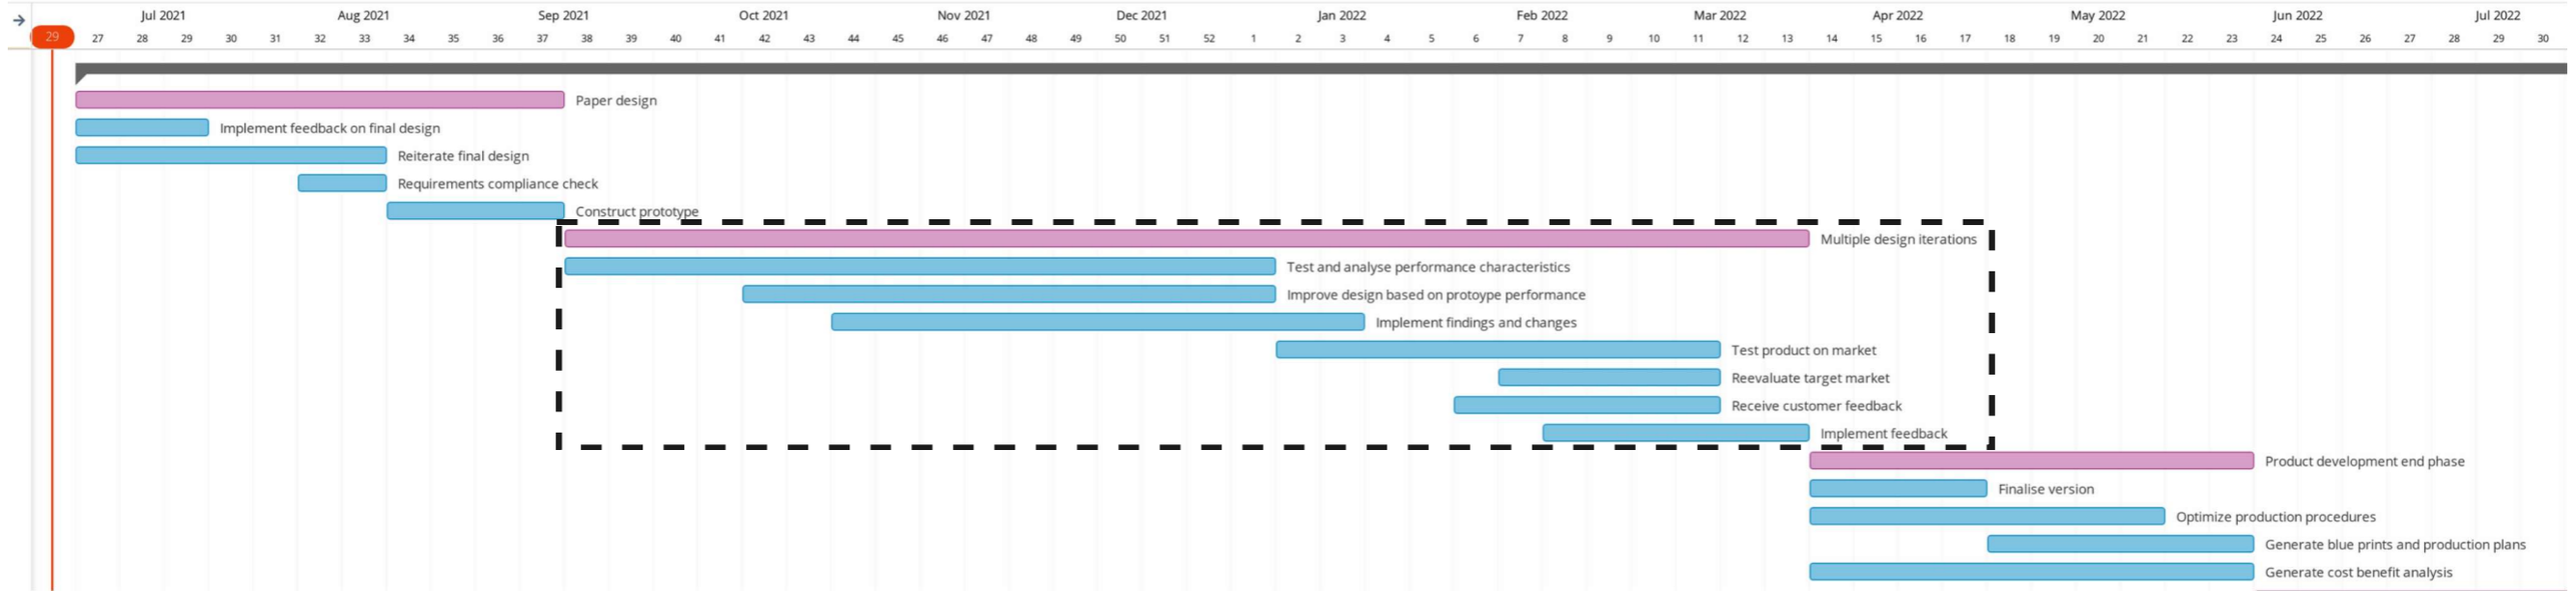 → Jul 2021 Aug 2021 Sep 2021 Oct 2021 Nov 2021 Dec 2021 Jan 2022 Feb 2022 Mar 2022 Apr 2022 May 2022 Jun 2022 Jul 2022
29 27 28 29 30 31 32 33 34 35 36 37 38 39 40 41 42 43 44 45 46 47 48 49 50 51 52 1 2 3 4 5 6 7 8 9 10 11 12 13 14 15 16 17 18 19 20 21 22 23 24 25 26 27 28 29 30
Paper design
Implement feedback on final design
Reiterate final design
Requirements compliance check
Construct prototype
Multiple design iterations
Test and analyse performance characteristics
Improve design based on protoype performance
Implement findings and changes
Test product on market
Reevaluate target market
Receive customer feedback
Implement feedback
Product development end phase
Finalise version
Optimize production procedures
Generate blue prints and production plans
Generate cost benefit analysis